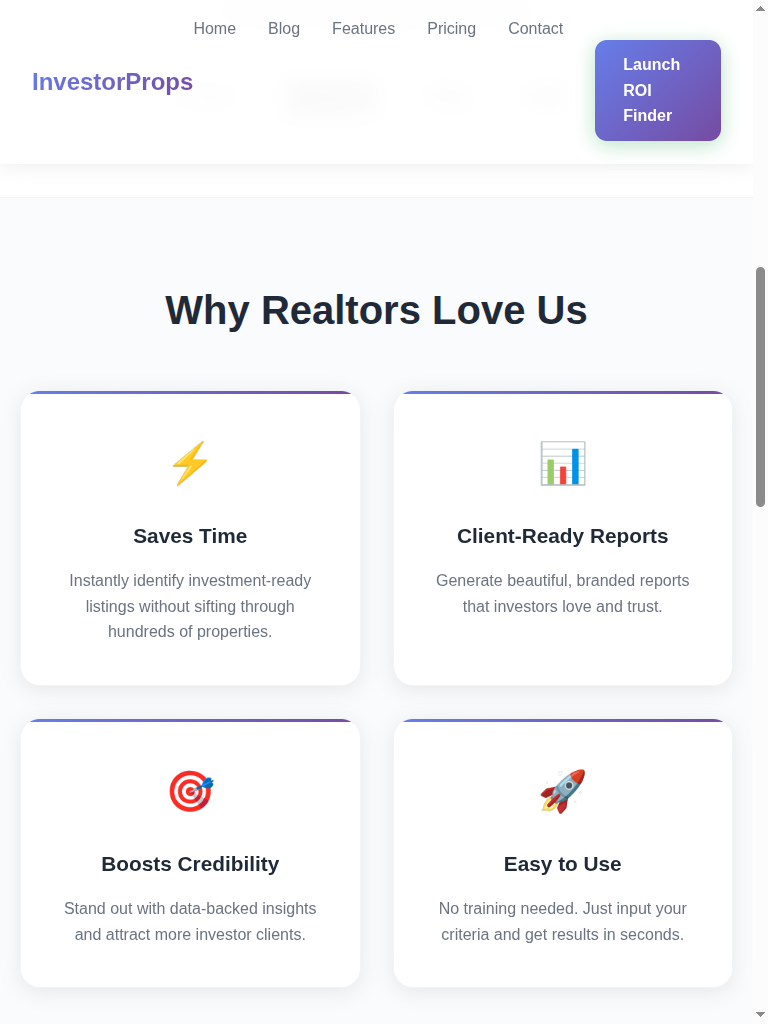 Home Blog Features Pricing Contact
InvestorProps
Launch
ROI
Finder
Why Realtors Love Us
Saves Time
Instantly identify investment-ready
listings without sifting through
hundreds of properties.
Client-Ready Reports
Generate beautiful, branded reports
that investors love and trust.
Boosts Credibility
Stand out with data-backed insights
and attract more investor clients.
Easy to Use
No training needed. Just input your
criteria and get results in seconds.